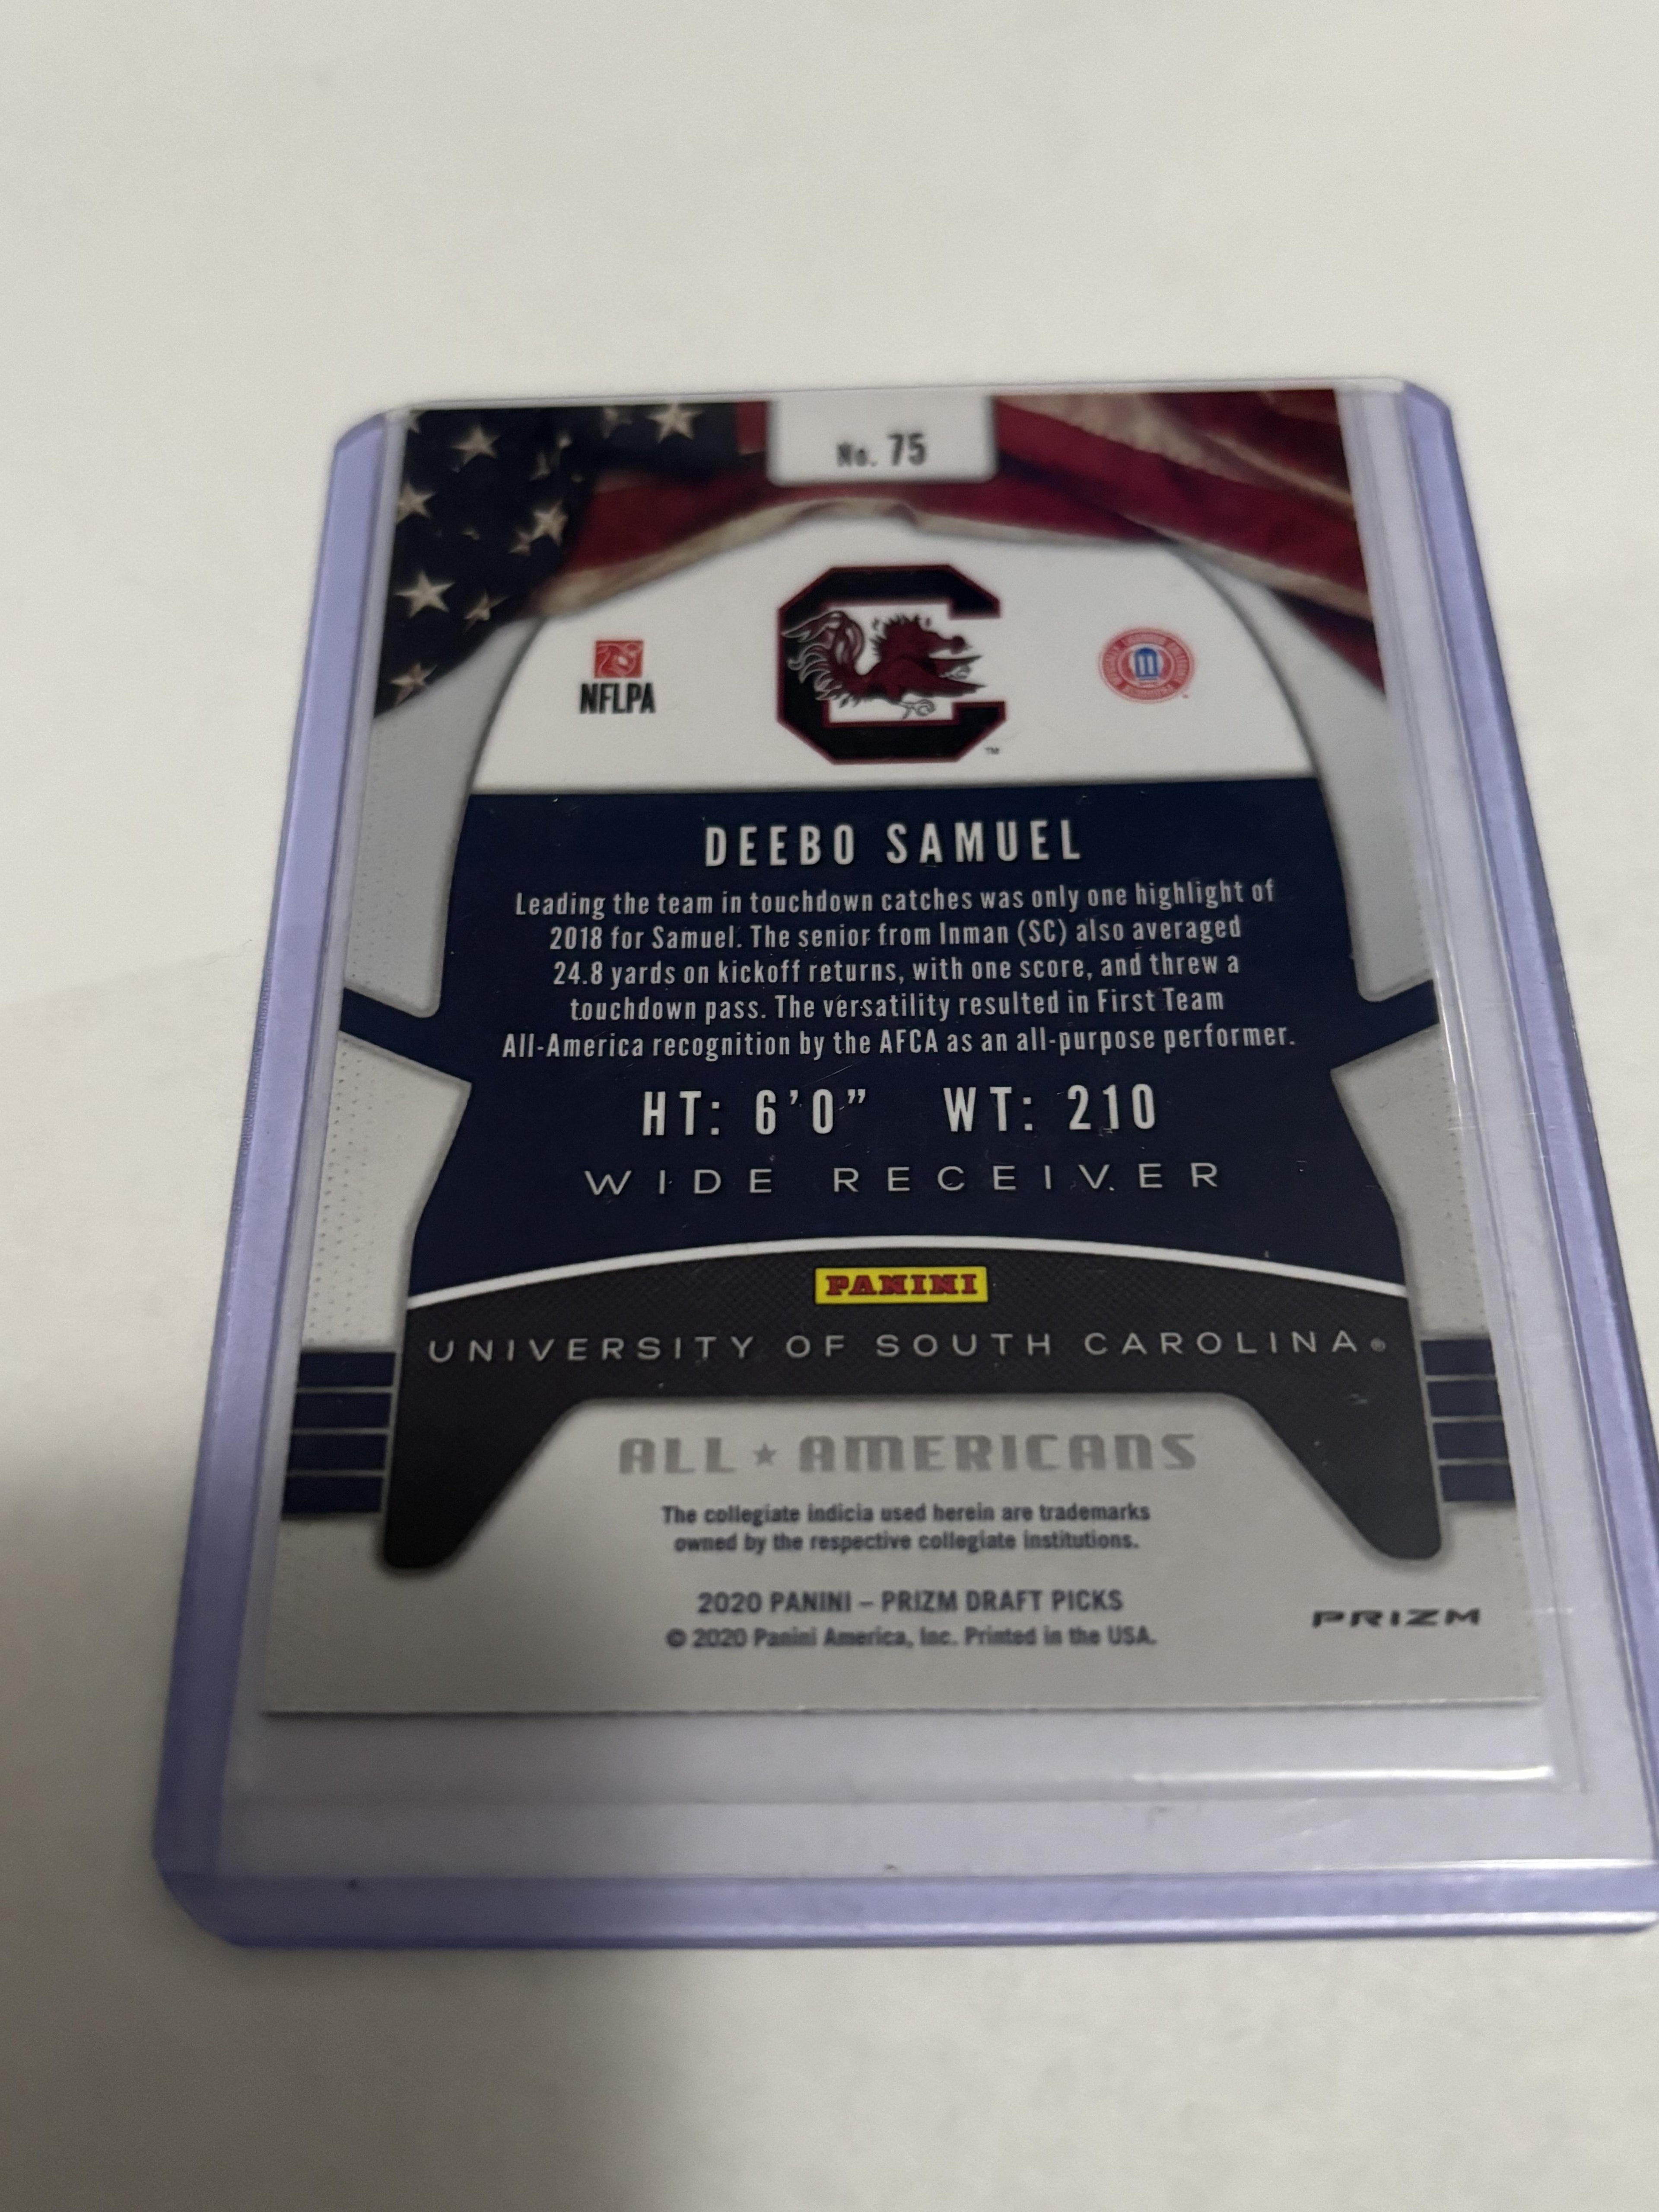 No. 75
NFLPA
TM
DEEBO SAMUEL
Leading the team in touchdown catches was only one highlight of
2018 for Samuel. The senior from Inman (SC) also averaged
24.8 yards on kickoff returns, with one score, and threw a
touchdown pass. The versatility resulted in First Team
All-America recognition by the AFCA as an all-purpose performer.
HT: 6’0” WT: 210
WIDE RECEIVER
PANINI
UNIVERSITY OF SOUTH CAROLINA®
ALL★AMERICANS
The collegiate indicia used herein are trademarks
owned by the respective collegiate institutions.
2020 PANINI – PRIZM DRAFT PICKS
© 2020 Panini America, Inc. Printed in the USA.
PRIZM